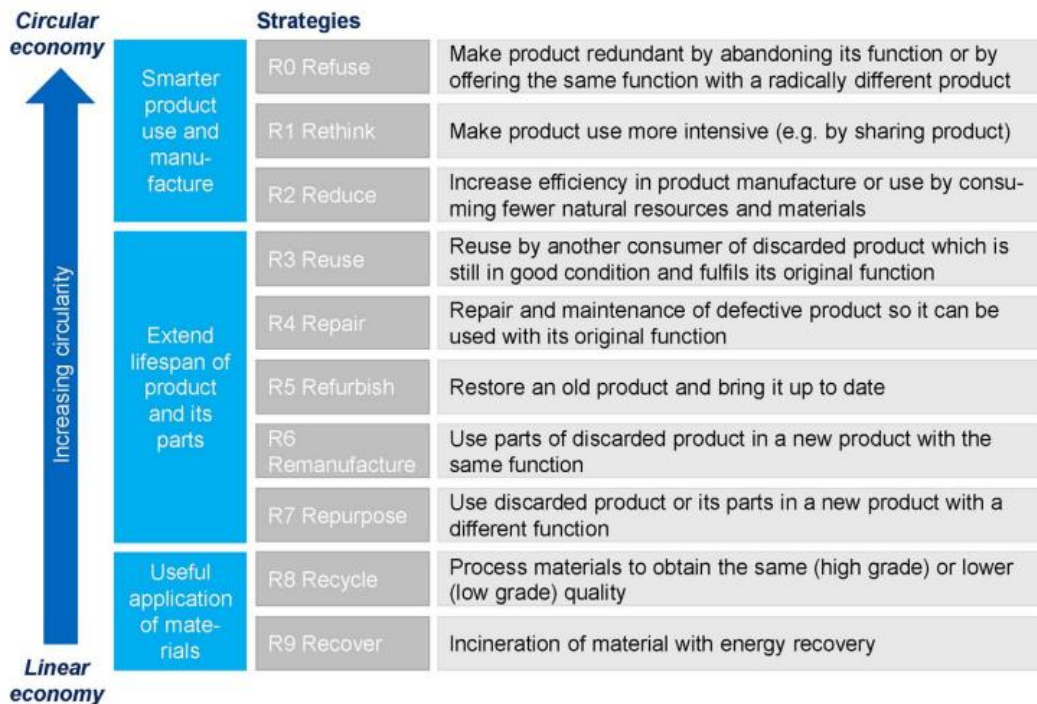 Circular
economy
Strategies
Increasing circularity
Linear
economy
Smarter
product
use and
manu-
facture
R0 Refuse
Make product redundant by abandoning its function or by
offering the same function with a radically different product
R1 Rethink
Make product use more intensive (e.g. by sharing product)
R2 Reduce
Increase efficiency in product manufacture or use by consu-
ming fewer natural resources and materials
Extend
lifespan of
product
and its
parts
R3 Reuse
Reuse by another consumer of discarded product which is
still in good condition and fulfils its original function
R4 Repair
Repair and maintenance of defective product so it can be
used with its original function
R5 Refurbish
Restore an old product and bring it up to date
R6
Remanufacture
Use parts of discarded product in a new product with the
same function
R7 Repurpose
Use discarded product or its parts in a new product with a
different function
Useful
application
of mate-
rials
R8 Recycle
Process materials to obtain the same (high grade) or lower
(low grade) quality
R9 Recover
Incineration of material with energy recovery